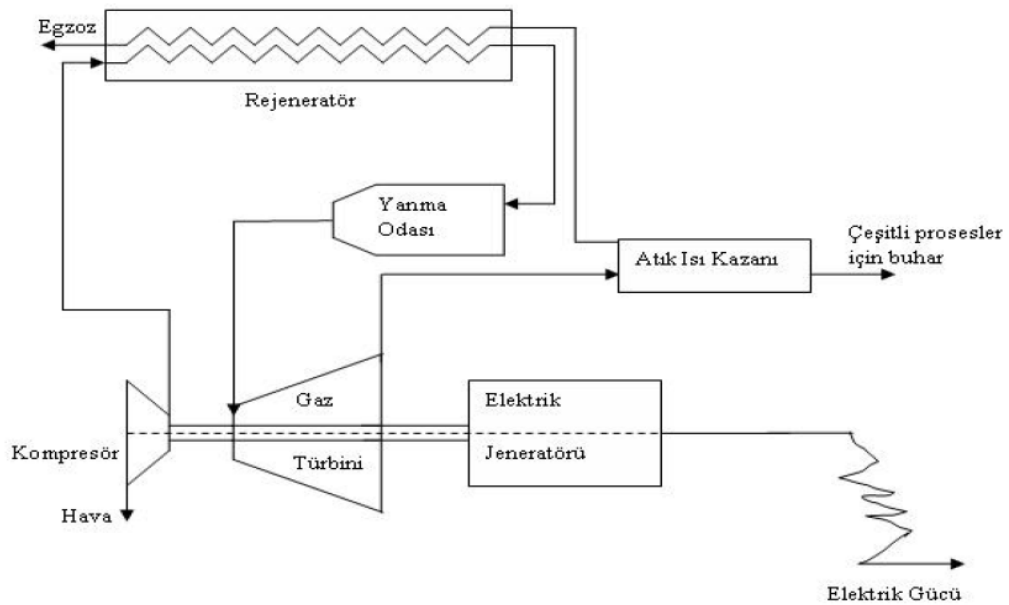 Egzoz
Rejeneratör
Yanma
Odası
Çeşitli prosesler
için buhar
Atık Isı Kazanı
Gaz
Türbini
Elektrik
Jeneratörü
Kompresör
Hava
Elektrik Gücü